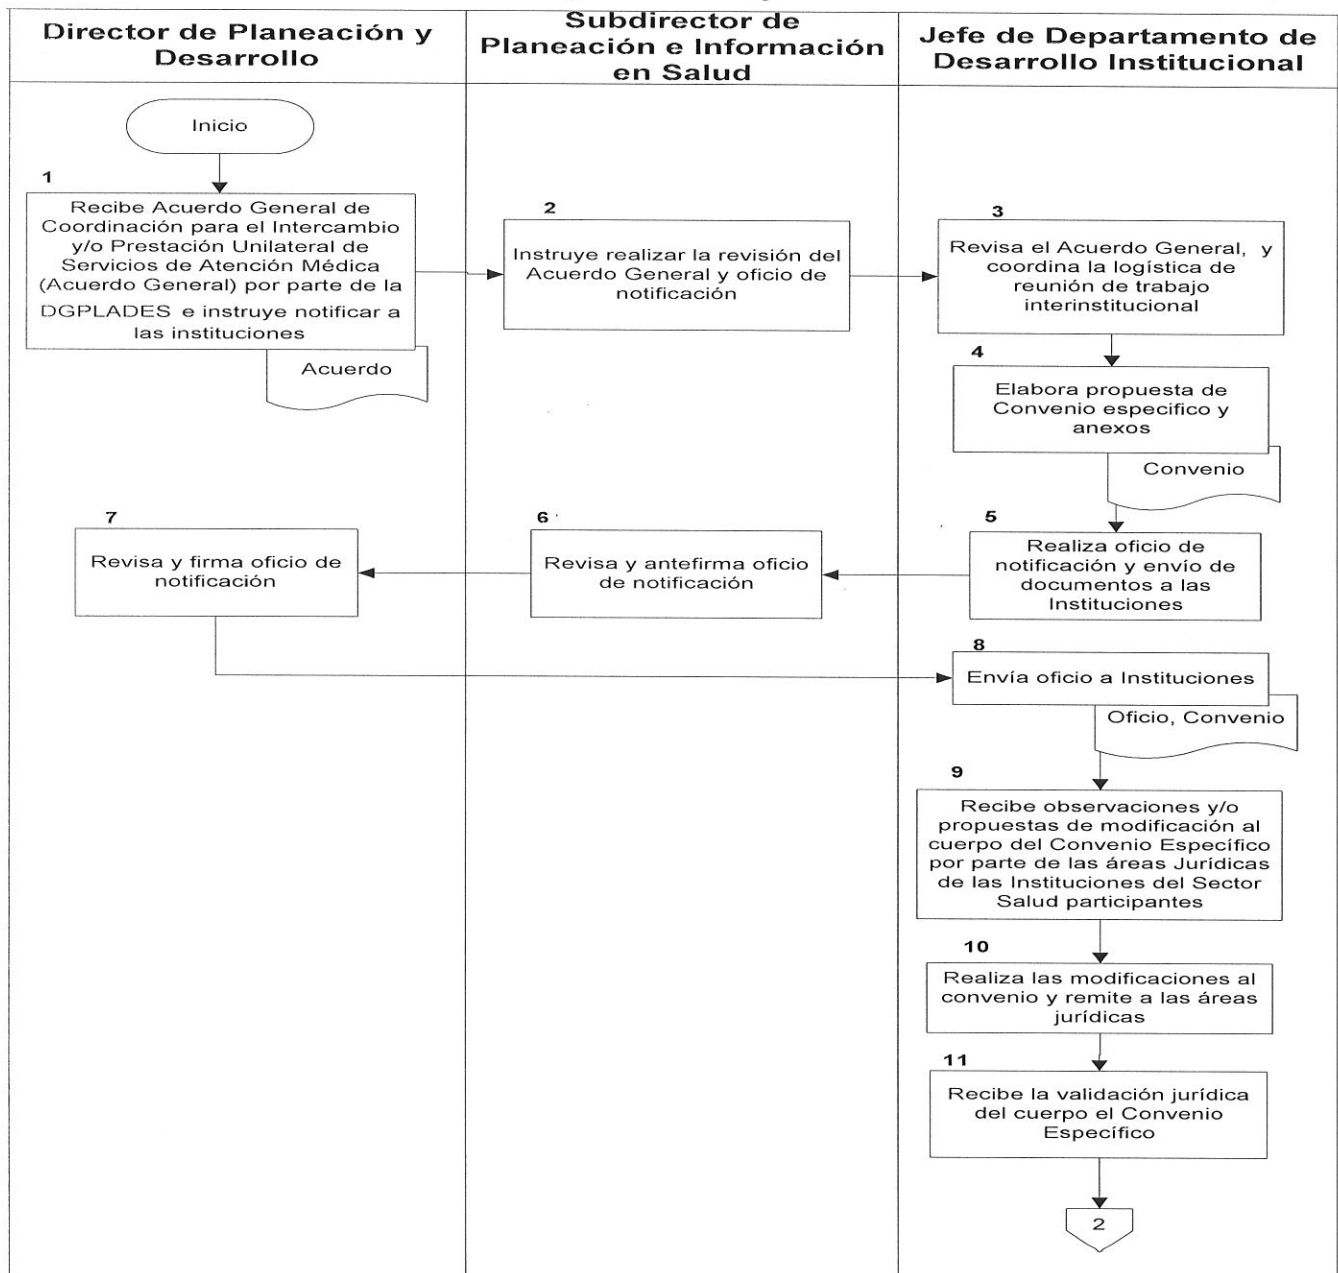 Director de Planeación y
Desarrollo
Subdirector de
Planeación e Información
en Salud
Jefe de Departamento de
Desarrollo Institucional
Inicio
1
Recibe Acuerdo General de
Coordinación para el Intercambio
y/o Prestación Unilateral de
Servicios de Atención Médica
(Acuerdo General) por parte de la
DGPLADES e instruye notificar a
las instituciones
Acuerdo
2
Instruye realizar la revisión del
Acuerdo General y oficio de
notificación
3
Revisa el Acuerdo General, y
coordina la logística de
reunión de trabajo
interinstitucional
4
Elabora propuesta de
Convenio especifico y
anexos
Convenio
5
Realiza oficio de
notificación y envío de
documentos a las
Instituciones
6
Revisa y antefirma oficio
de notificación
7
Revisa y firma oficio de
notificación
8
Envía oficio a Instituciones
Oficio, Convenio
9
Recibe observaciones y/o
propuestas de modificación al
cuerpo del Convenio Específico
por parte de las áreas Jurídicas
de las Instituciones del Sector
Salud participantes
10
Realiza las modificaciones al
convenio y remite a las áreas
jurídicas
11
Recibe la validación jurídica
del cuerpo el Convenio
Específico
2